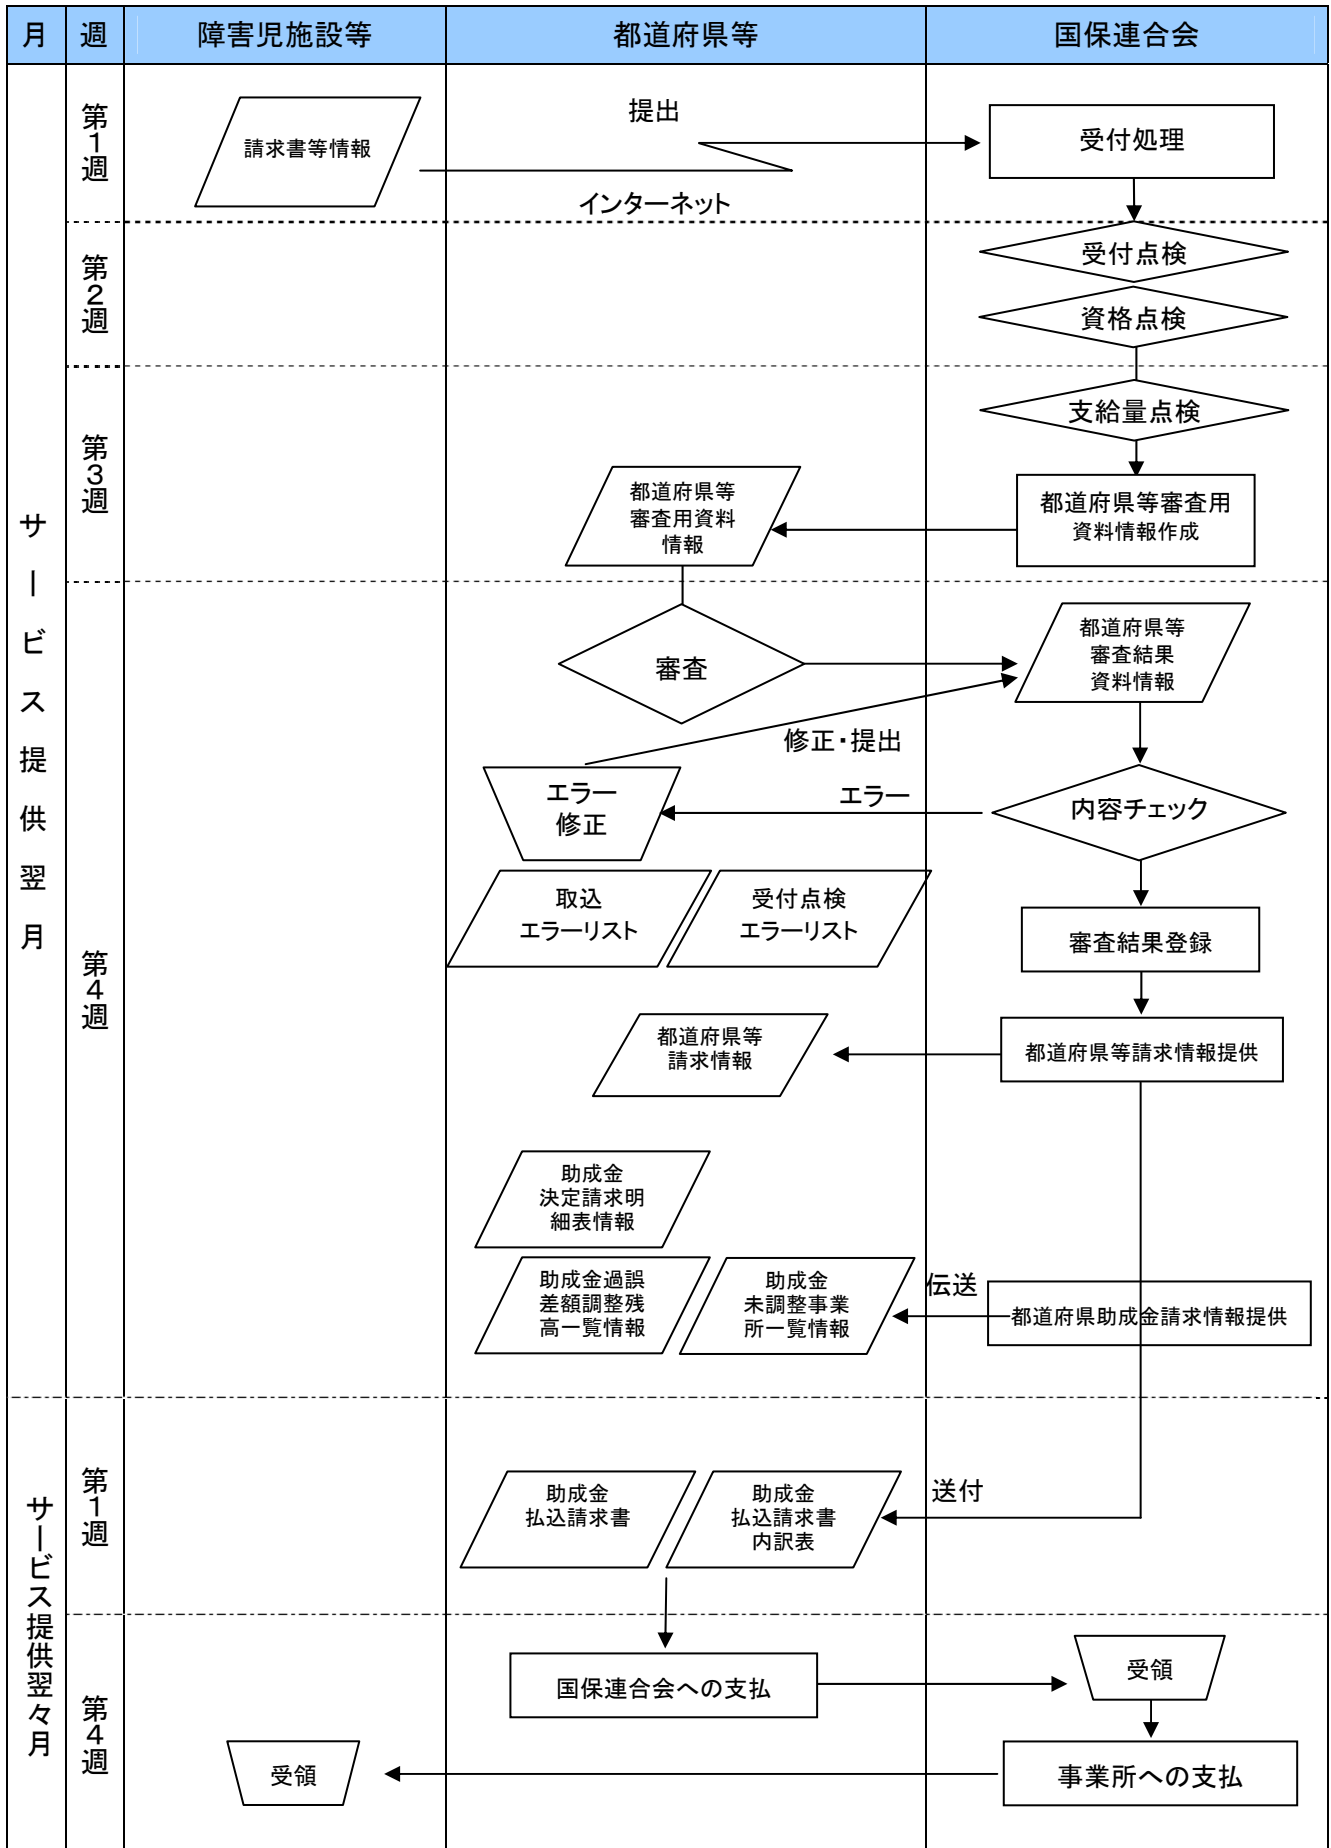 月 週 障害児施設等 都道府県等 国保連合会
サービス提供翌月
第1週
請求書等情報
提出
インターネット
受付処理
第2週
受付点検
資格点検
第3週
支給量点検
都道府県等審査用
資料情報作成
都道府県等
審査用資料
情報
第4週
審査
都道府県等
審査結果
資料情報
修正・提出
エラー
修正
エラー
内容チェック
取込
エラーリスト
受付点検
エラーリスト
審査結果登録
都道府県等
請求情報
都道府県等請求情報提供
助成金
決定請求明
細表情報
助成金過誤
差額調整残
高一覧情報
助成金
未調整事業
所一覧情報
伝送
都道府県助成金請求情報提供
サービス提供翌々月
第1週
助成金
払込請求書
助成金
払込請求書
内訳表
送付
第4週
国保連合会への支払
受領
受領
事業所への支払